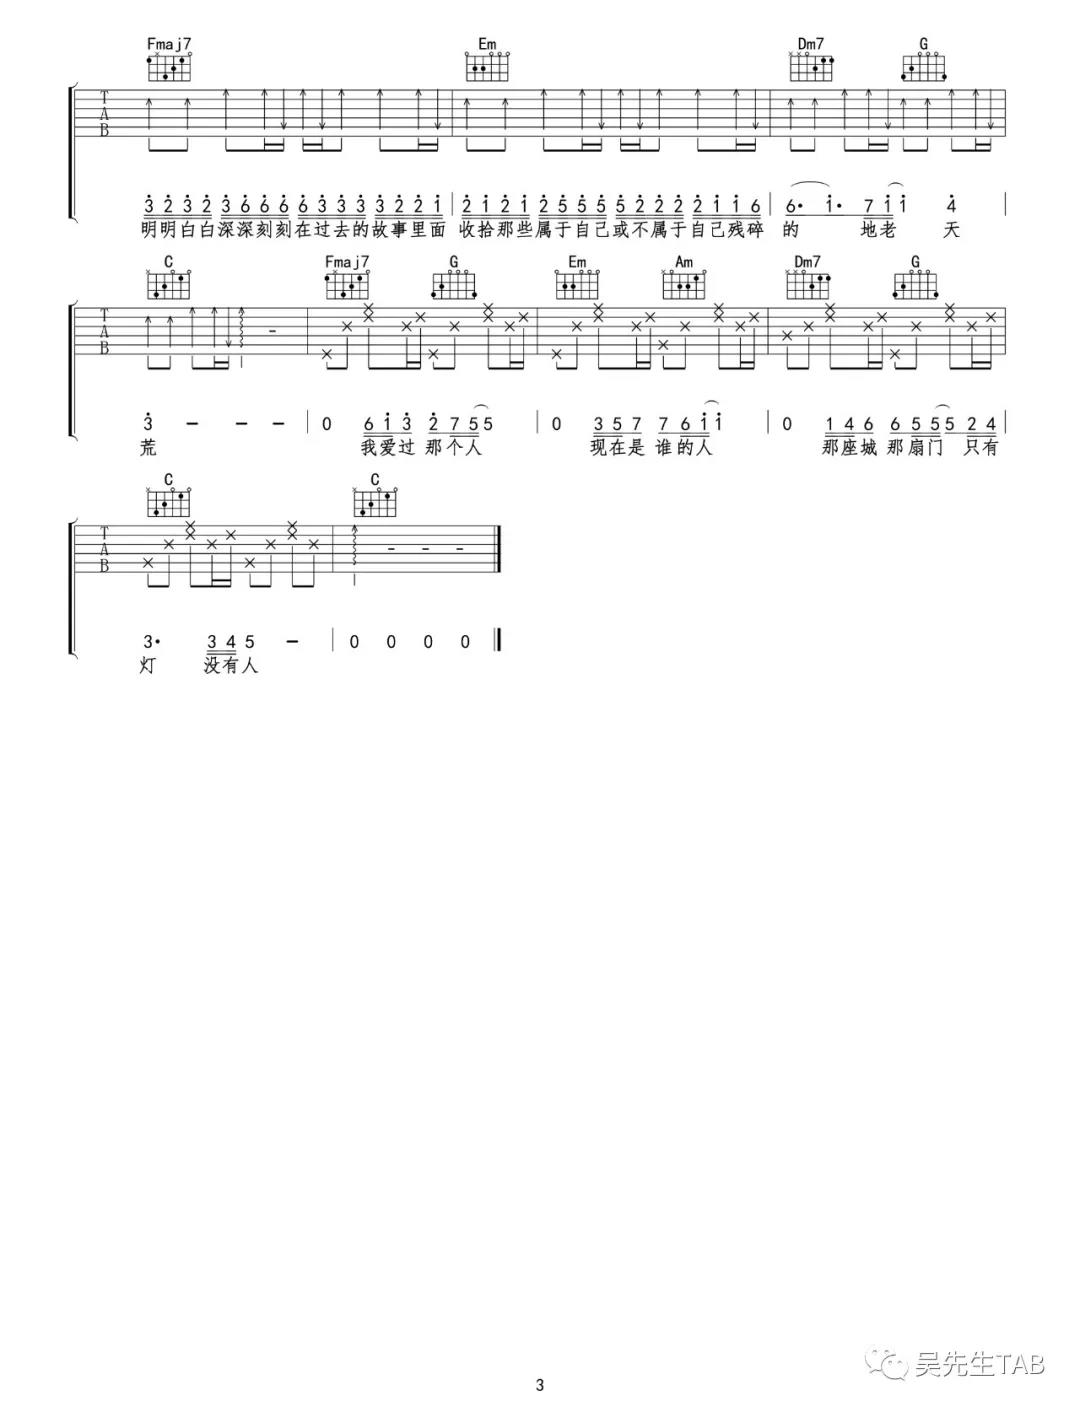 Fmaj7 Em Dm7 G
T A B
3 2 3 2 3 6 6 6 6 3 3 3 3 2 2 1 2 1 2 1 2 5 5 5 5 2 2 2 2 1 1 6 6· 1· 7 1 1 4
明明白白深深刻刻在过去的故事里面 收拾那些属于自己或不属于自己残碎 的 地老 天
C Fmaj7 G Em Am Dm7 G
T A B
3 - - - 0 6 1 3 2 7 5 5 0 3 5 7 7 6 1 1 0 1 4 6 6 5 5 5 2 4
荒 我爱过 那个人 现在是 谁的人 那座城 那扇门 只有
C C
T A B
3· 3 4 5 - 0 0 0 0
灯 没有人
吴先生TAB
3